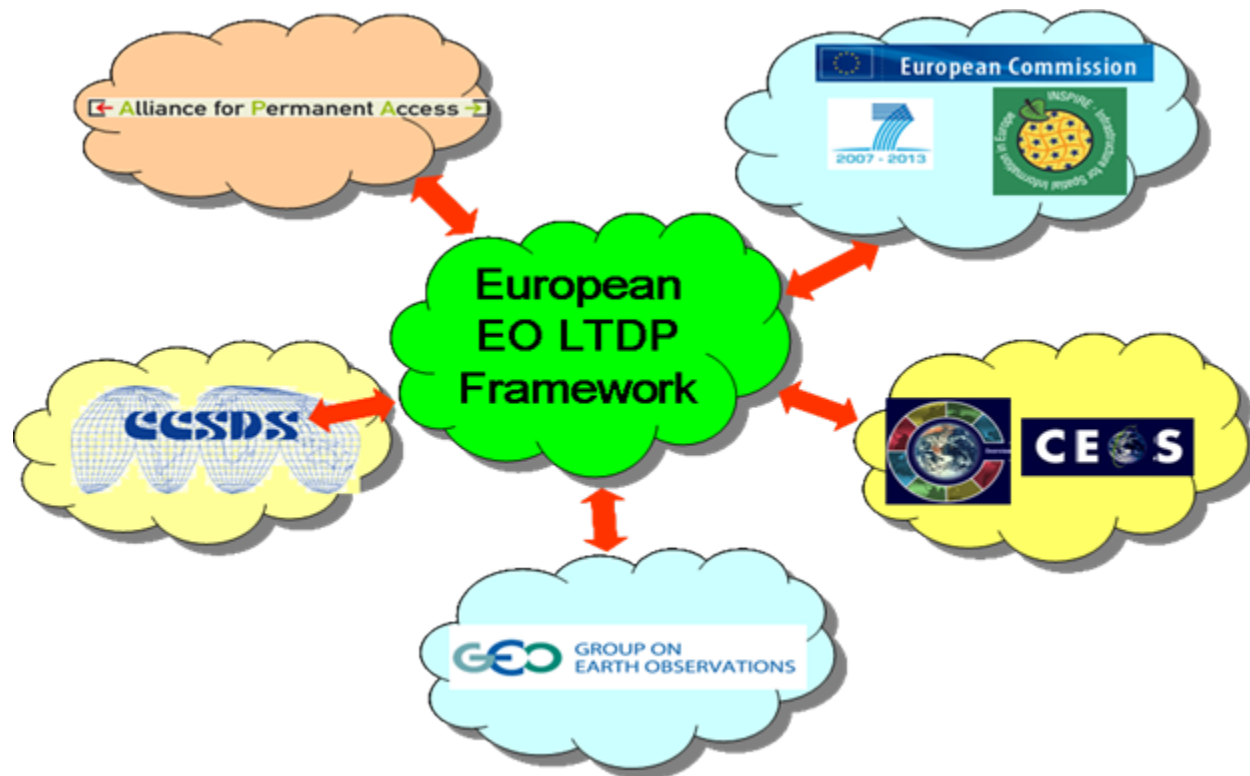 Alliance for Permanent Access
European Commission
2007 - 2013
INSPIRE - Infrastructure for Spatial Information in Europe
European
EO LTDP
Framework
CCSDS
CEOS
GEO
GROUP ON
EARTH OBSERVATIONS